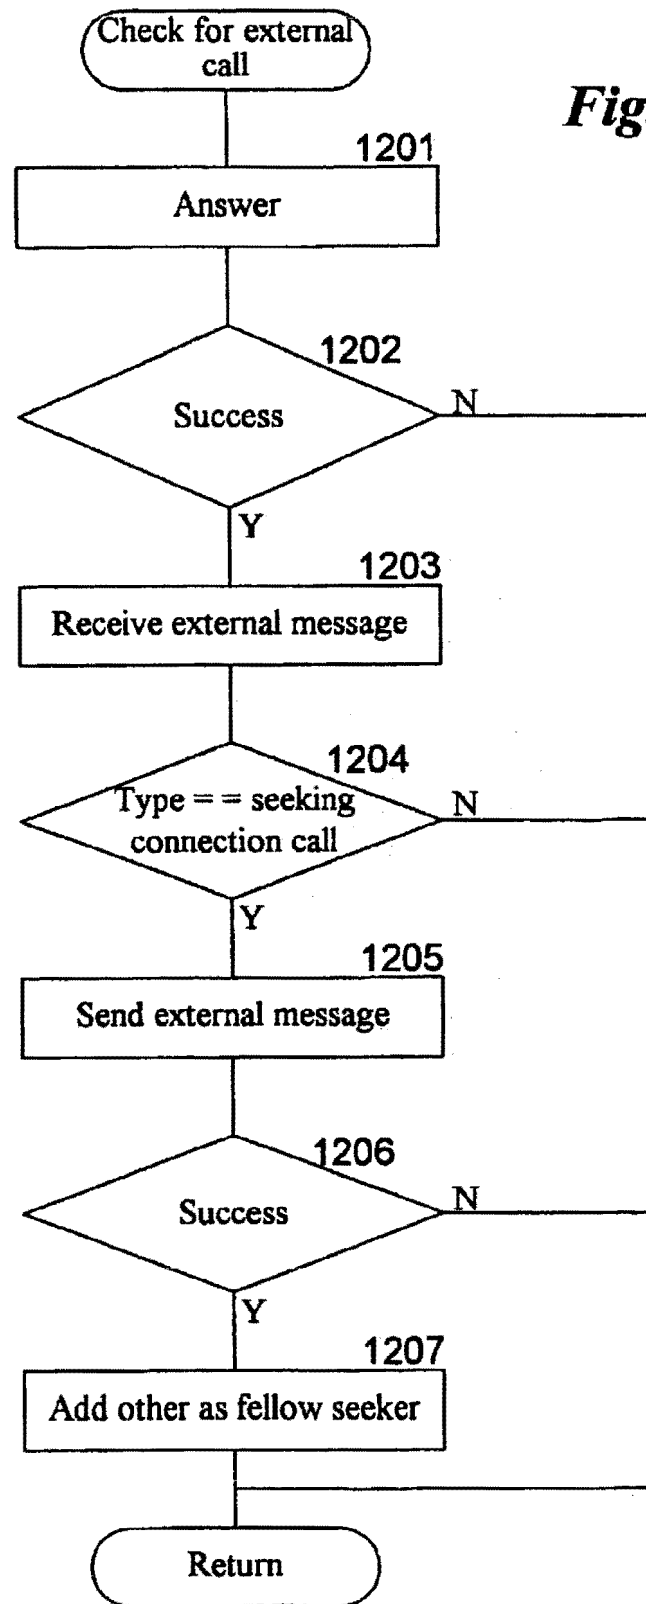 Check for external
call
Fig.
1201
Answer
1202
Success
N
Y
1203
Receive external message
1204
Type = = seeking
connection call
N
Y
1205
Send external message
1206
Success
N
Y
1207
Add other as fellow seeker
Return